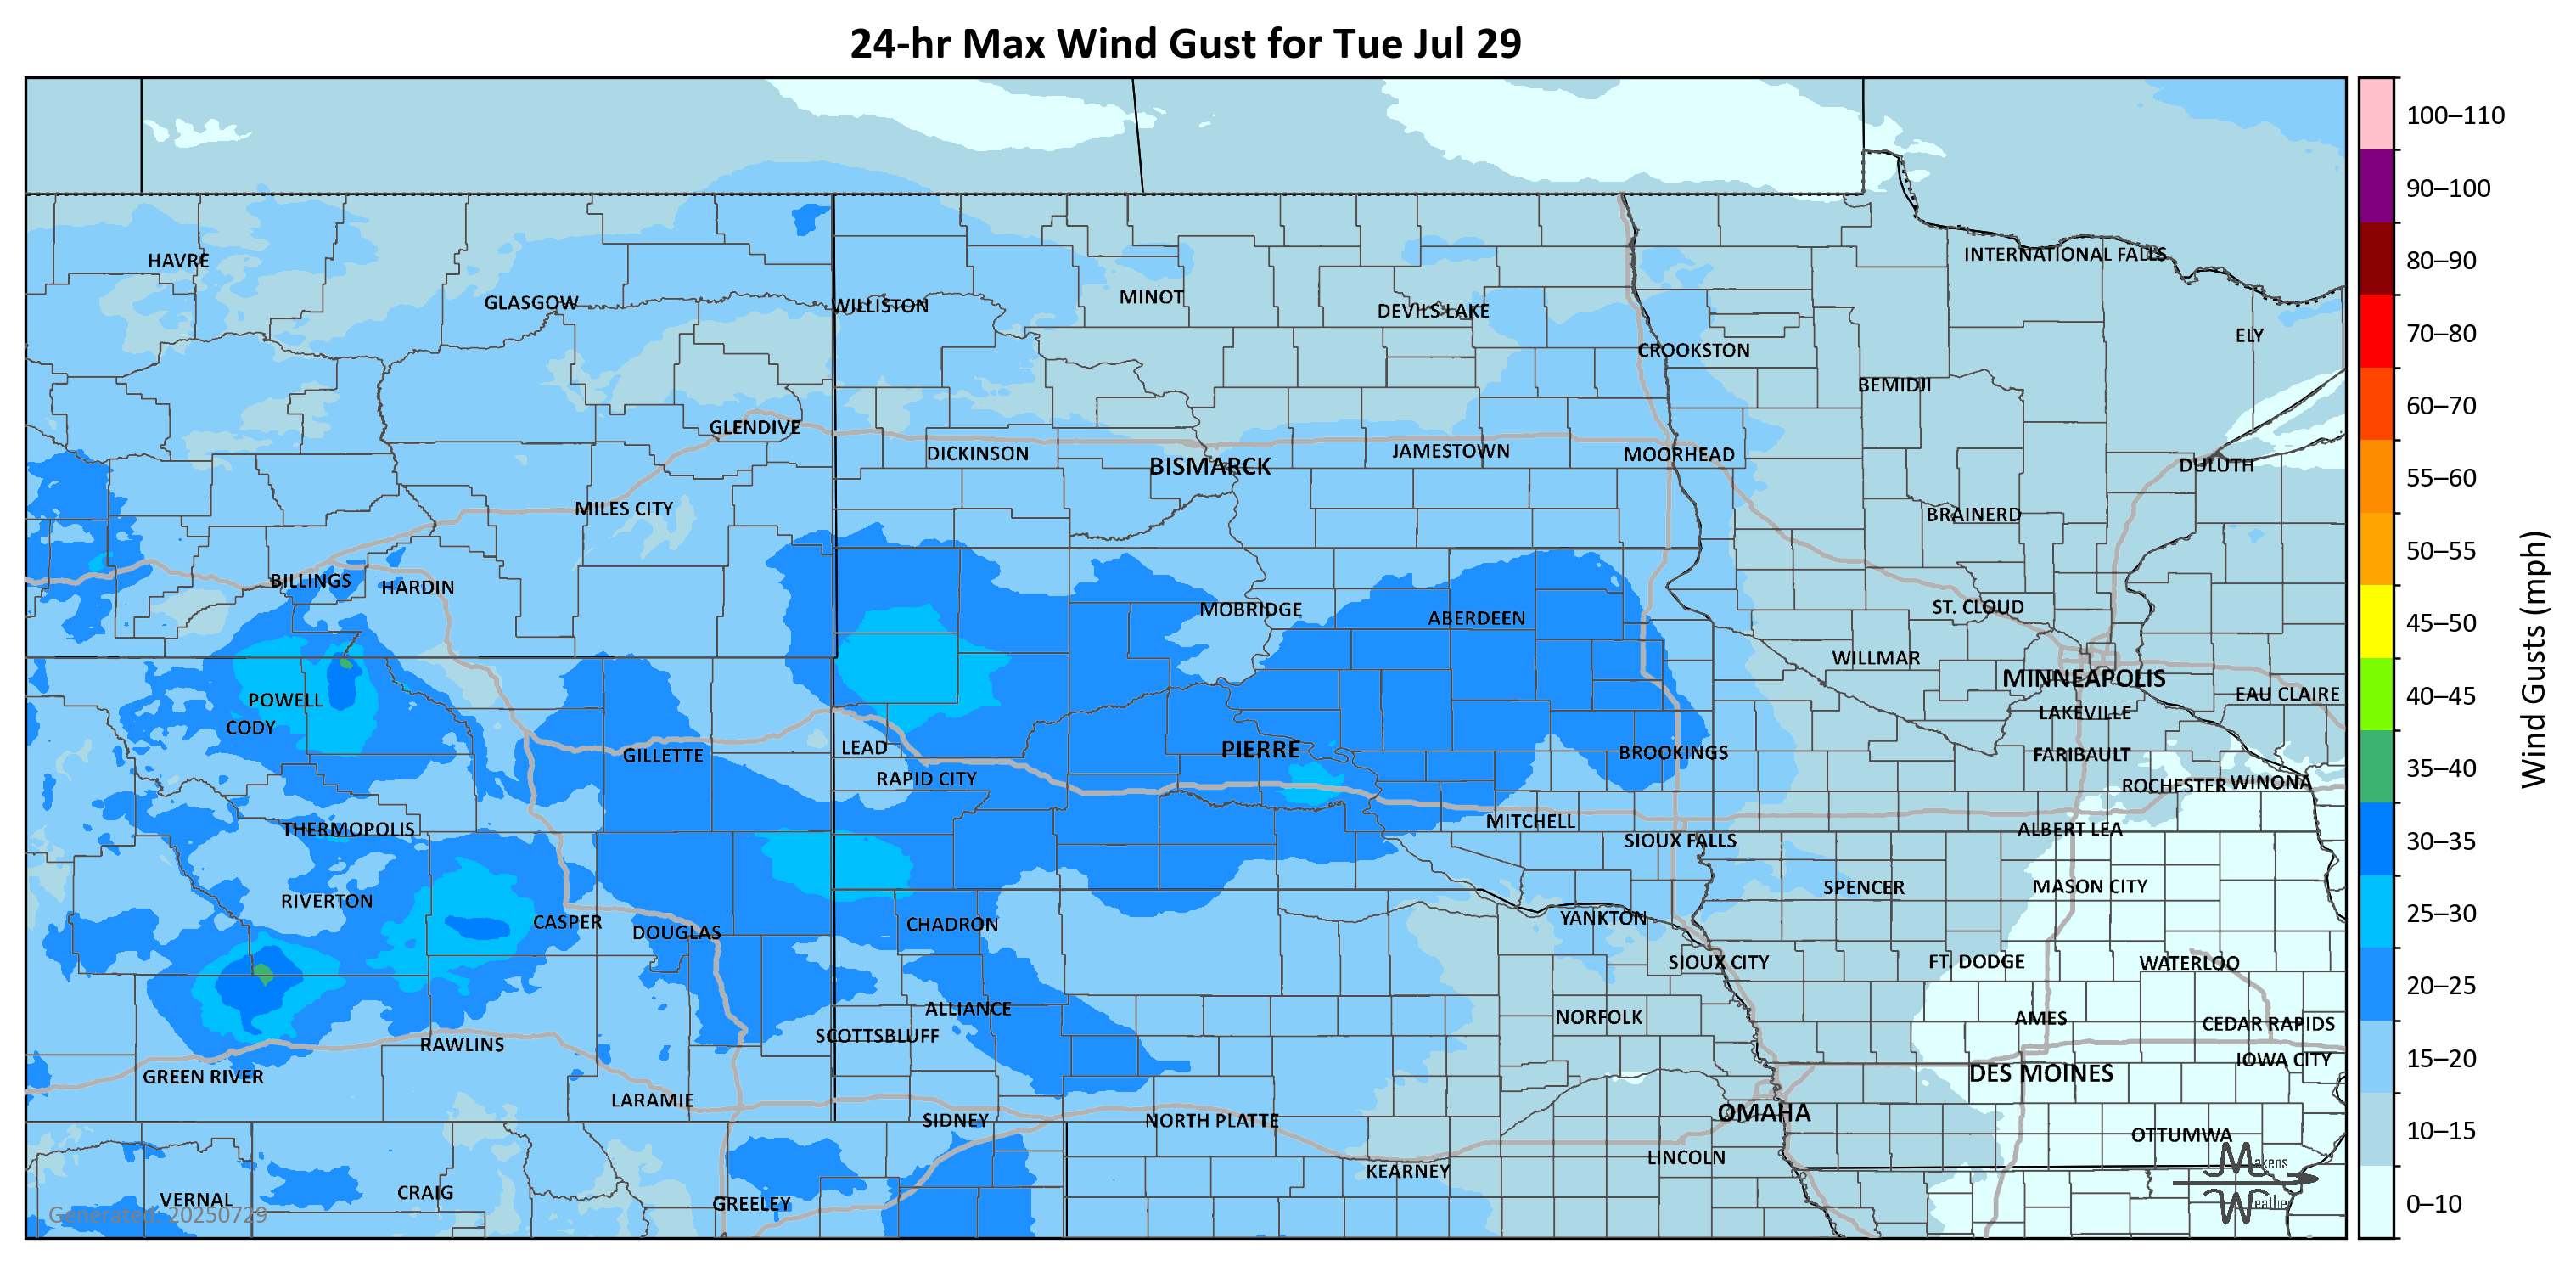 24-hr Max Wind Gust for Tue Jul 29
100–110
90–100
80–90
70–80
60–70
55–60
50–55
45–50
40–45
35–40
30–35
25–30
20–25
15–20
10–15
0–10
Wind Gusts (mph)
HAVRE
GLASGOW
WILLISTON
MINOT
DEVILS LAKE
INTERNATIONAL FALLS
ELY
CROOKSTON
BEMIDJI
GLENDIVE
DICKINSON
BISMARCK
JAMESTOWN
MOORHEAD
DULUTH
MILES CITY
BRAINERD
BILLINGS
HARDIN
MOBRIDGE
ABERDEEN
ST. CLOUD
WILLMAR
MINNEAPOLIS
EAU CLAIRE
POWELL
CODY
LAKEVILLE
GILLETTE
LEAD
PIERRE
BROOKINGS
FARIBAULT
RAPID CITY
ROCHESTER
WINONA
THERMOPOLIS
MITCHELL
ALBERT LEA
SIOUX FALLS
SPENCER
MASON CITY
RIVERTON
CASPER
DOUGLAS
CHADRON
YANKTON
SIOUX CITY
FT. DODGE
WATERLOO
ALLIANCE
NORFOLK
AMES
CEDAR RAPIDS
SCOTTSBLUFF
RAWLINS
IOWA CITY
GREEN RIVER
DES MOINES
LARAMIE
SIDNEY
NORTH PLATTE
OMAHA
OTTUMWA
LINCOLN
KEARNEY
VERNAL
CRAIG
GREELEY
Generated: 20250729
Makens
Weather